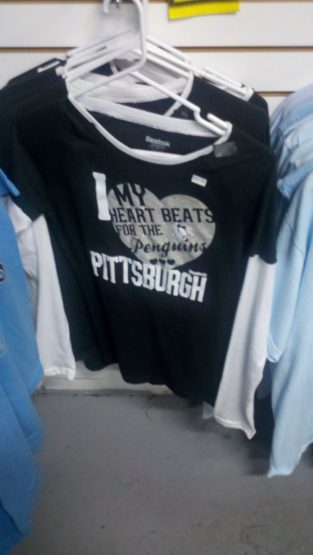 Reebok
I MY
HEART BEATS
FOR THE
Penguins
PITTSBURGH